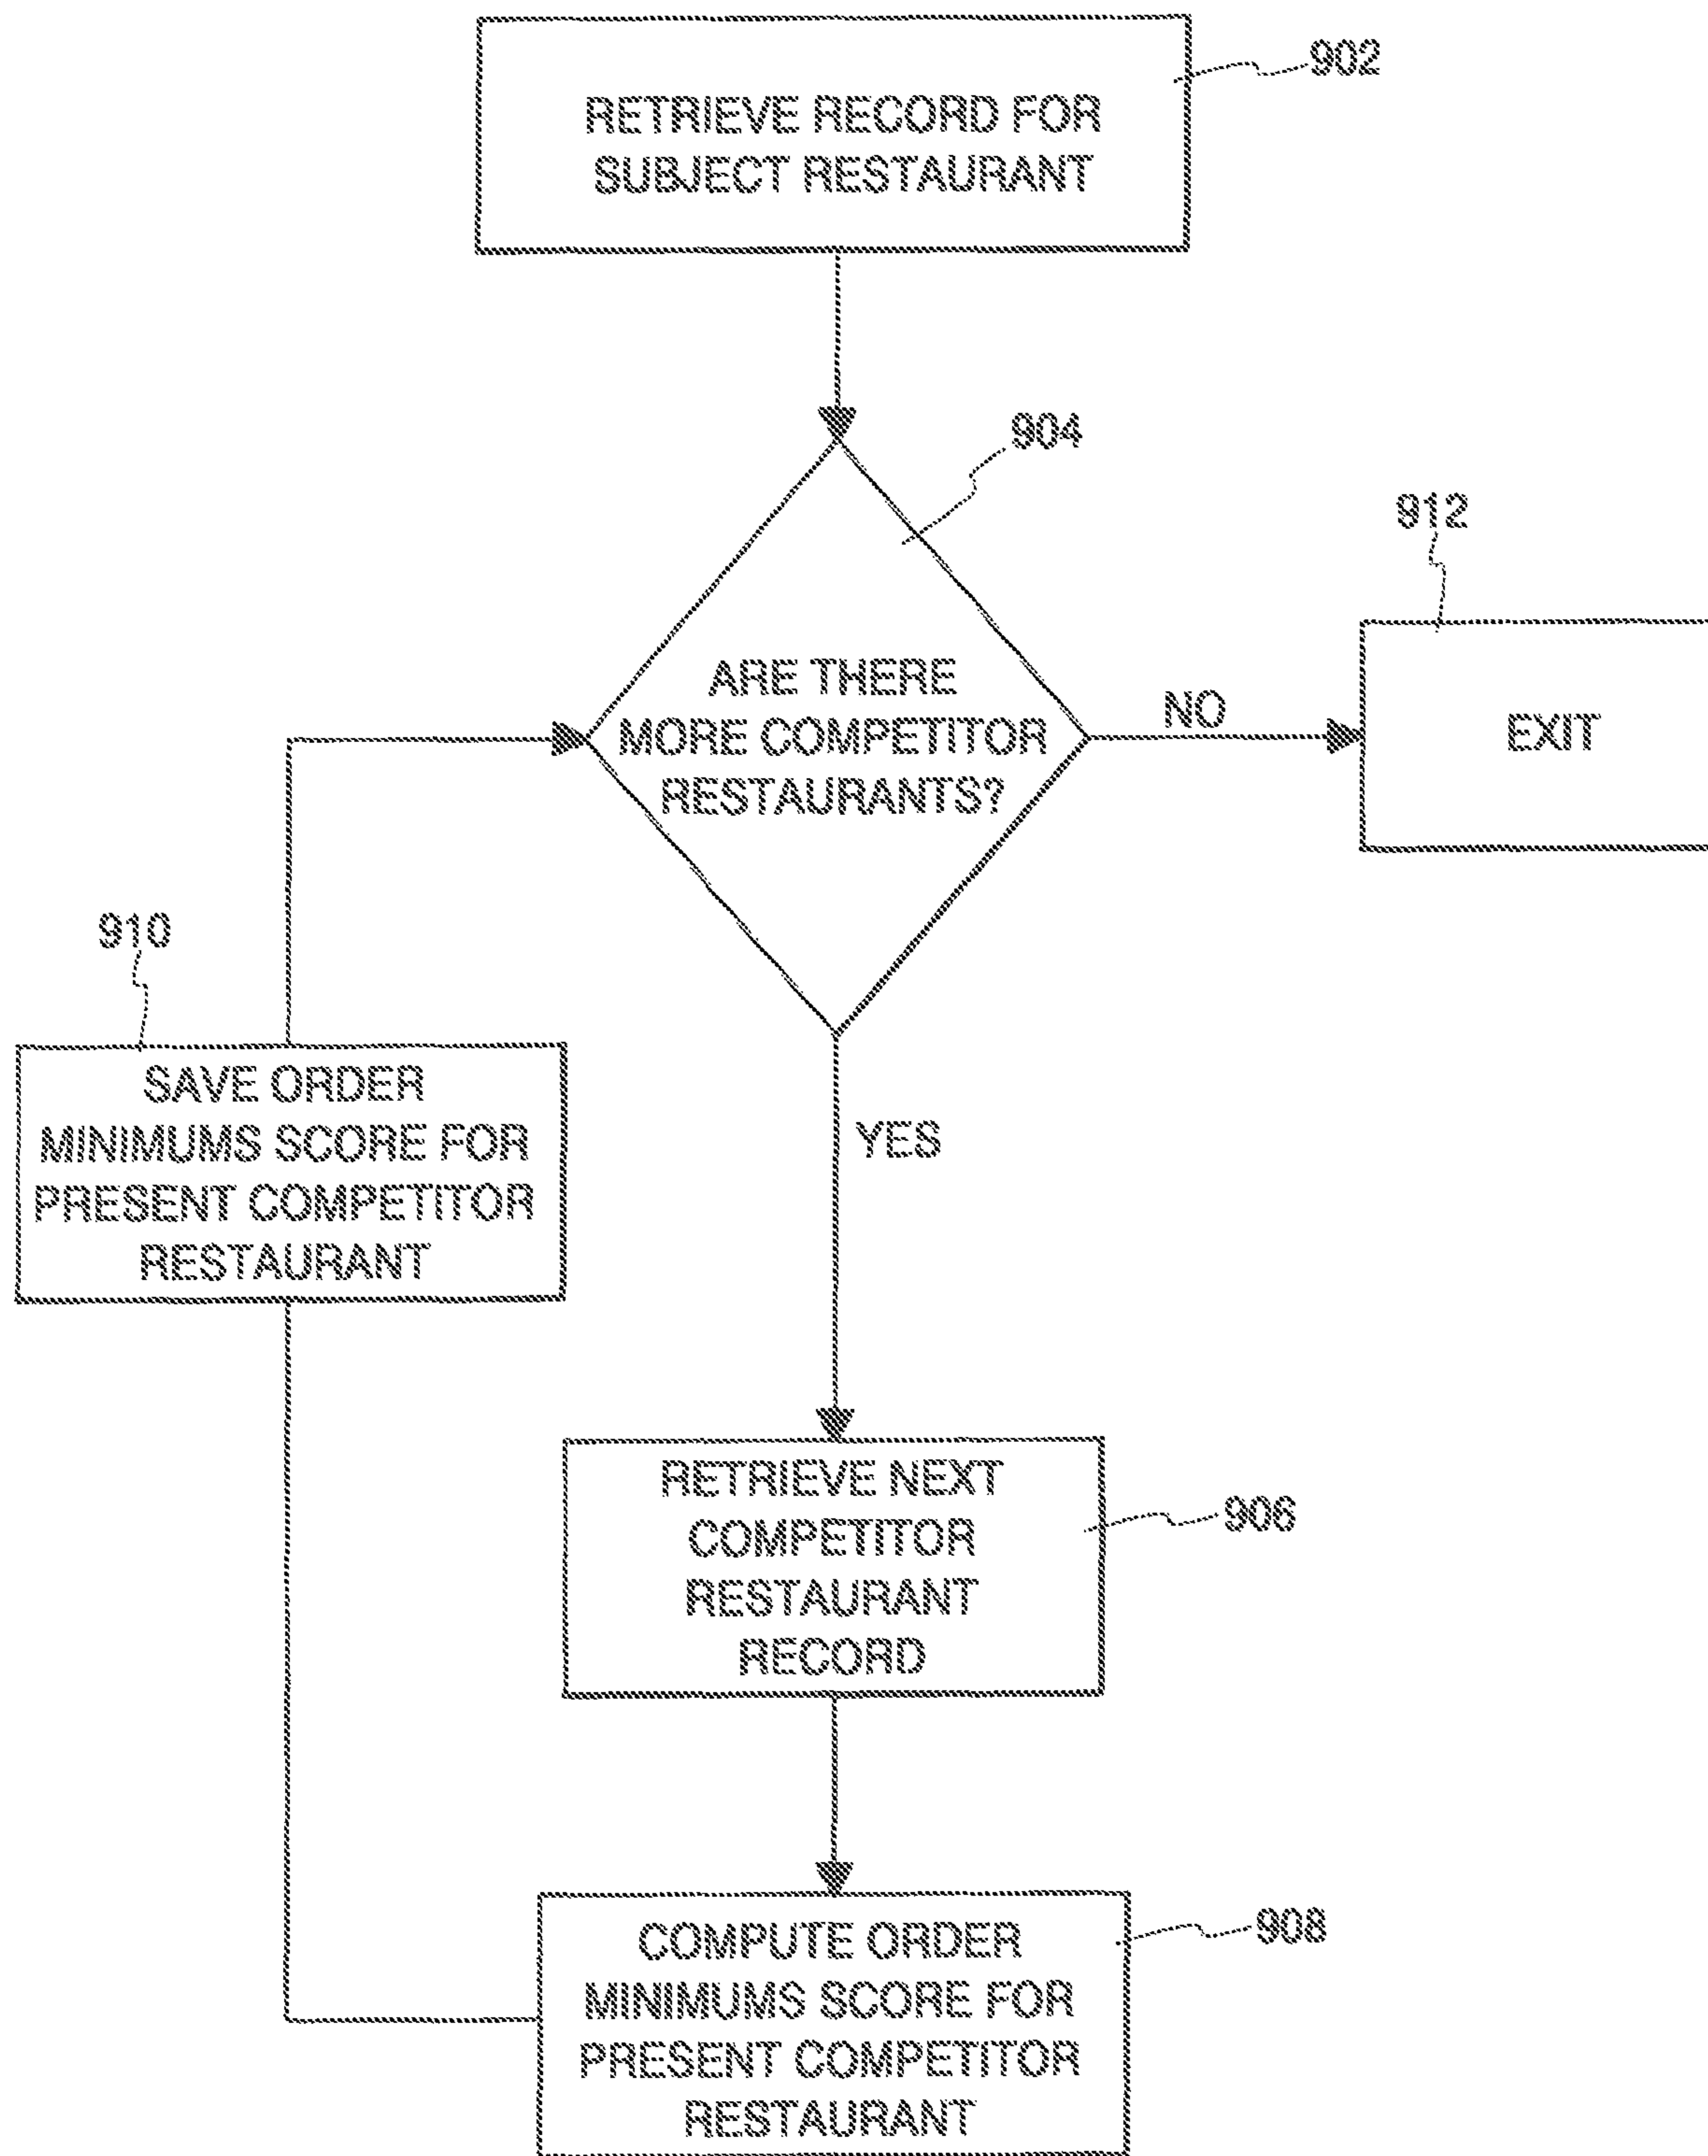 902
RETRIEVE RECORD FOR
SUBJECT RESTAURANT
904
912
ARE THERE
MORE COMPETITOR
RESTAURANTS?
NO
EXIT
910
SAVE ORDER
MINIMUMS SCORE FOR
PRESENT COMPETITOR
RESTAURANT
YES
RETRIEVE NEXT
COMPETITOR
RESTAURANT
RECORD
906
COMPUTE ORDER
MINIMUMS SCORE FOR
PRESENT COMPETITOR
RESTAURANT
908